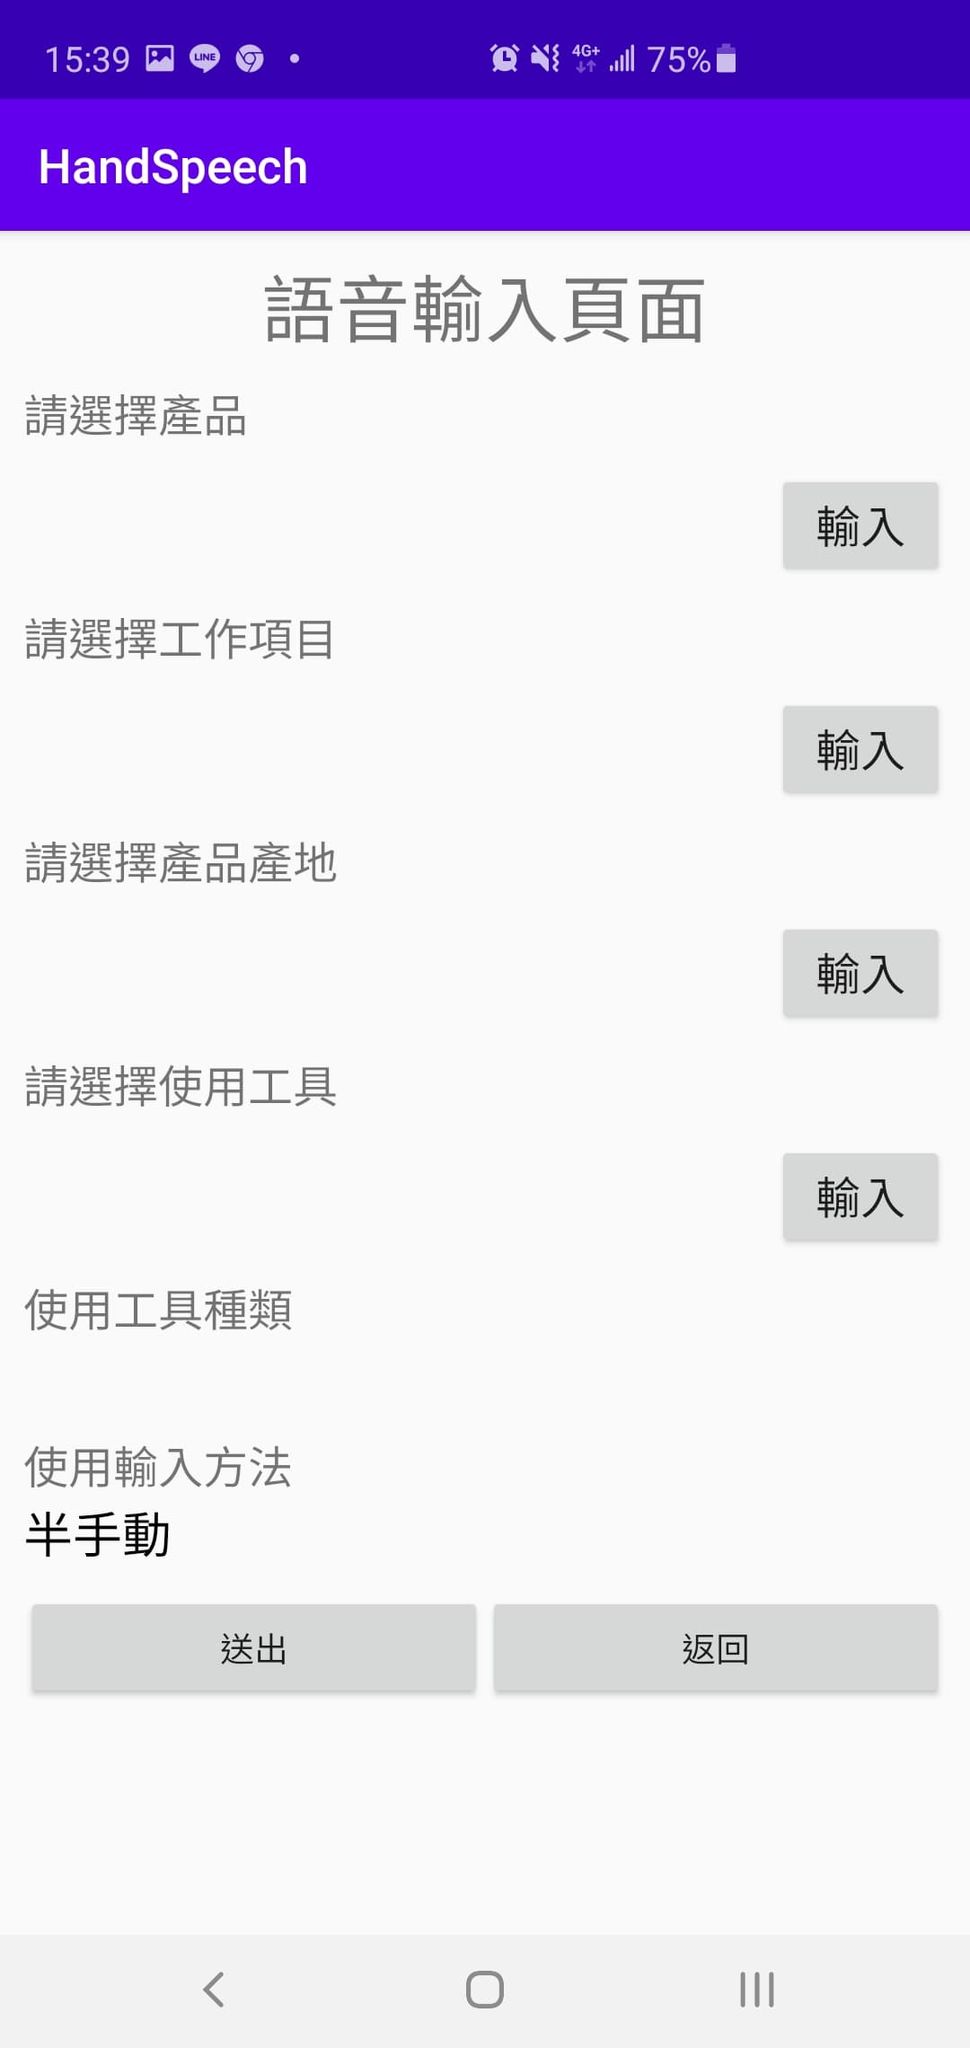 15:39 LINE 4G+ 75%
HandSpeech
語音輸入頁面
請選擇產品
輸入
請選擇工作項目
輸入
請選擇產品產地
輸入
請選擇使用工具
輸入
使用工具種類
使用輸入方法
半手動
送出 返回